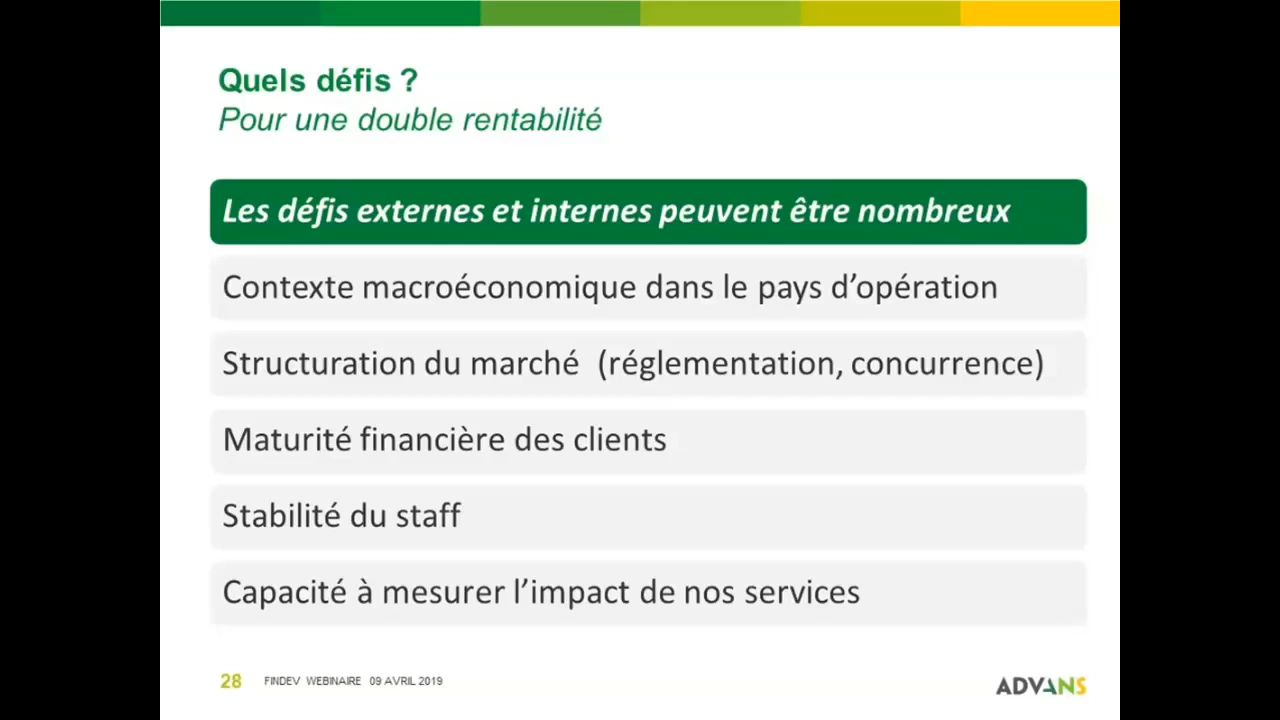 Quels défis ?
Pour une double rentabilité
Les défis externes et internes peuvent être nombreux
Contexte macroéconomique dans le pays d’opération
Structuration du marché (réglementation, concurrence)
Maturité financière des clients
Stabilité du staff
Capacité à mesurer l’impact de nos services
28 FINDEV WEBINAIRE 09 AVRIL 2019
ADVANS